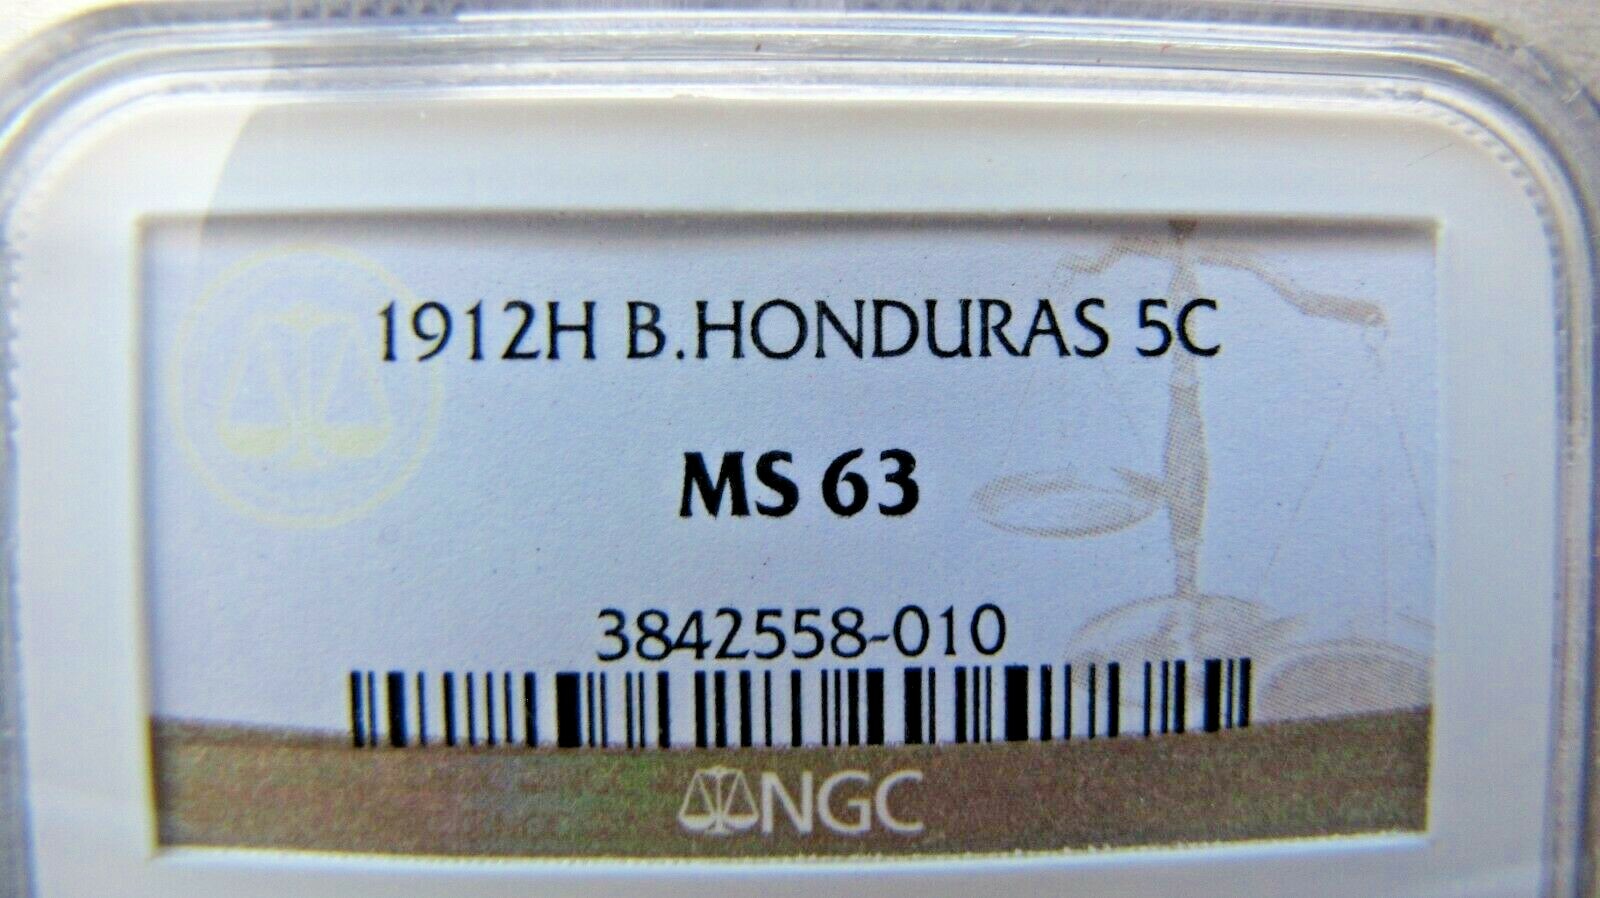 1912H B.HONDURAS 5C
MS 63
3842558-010
NGC